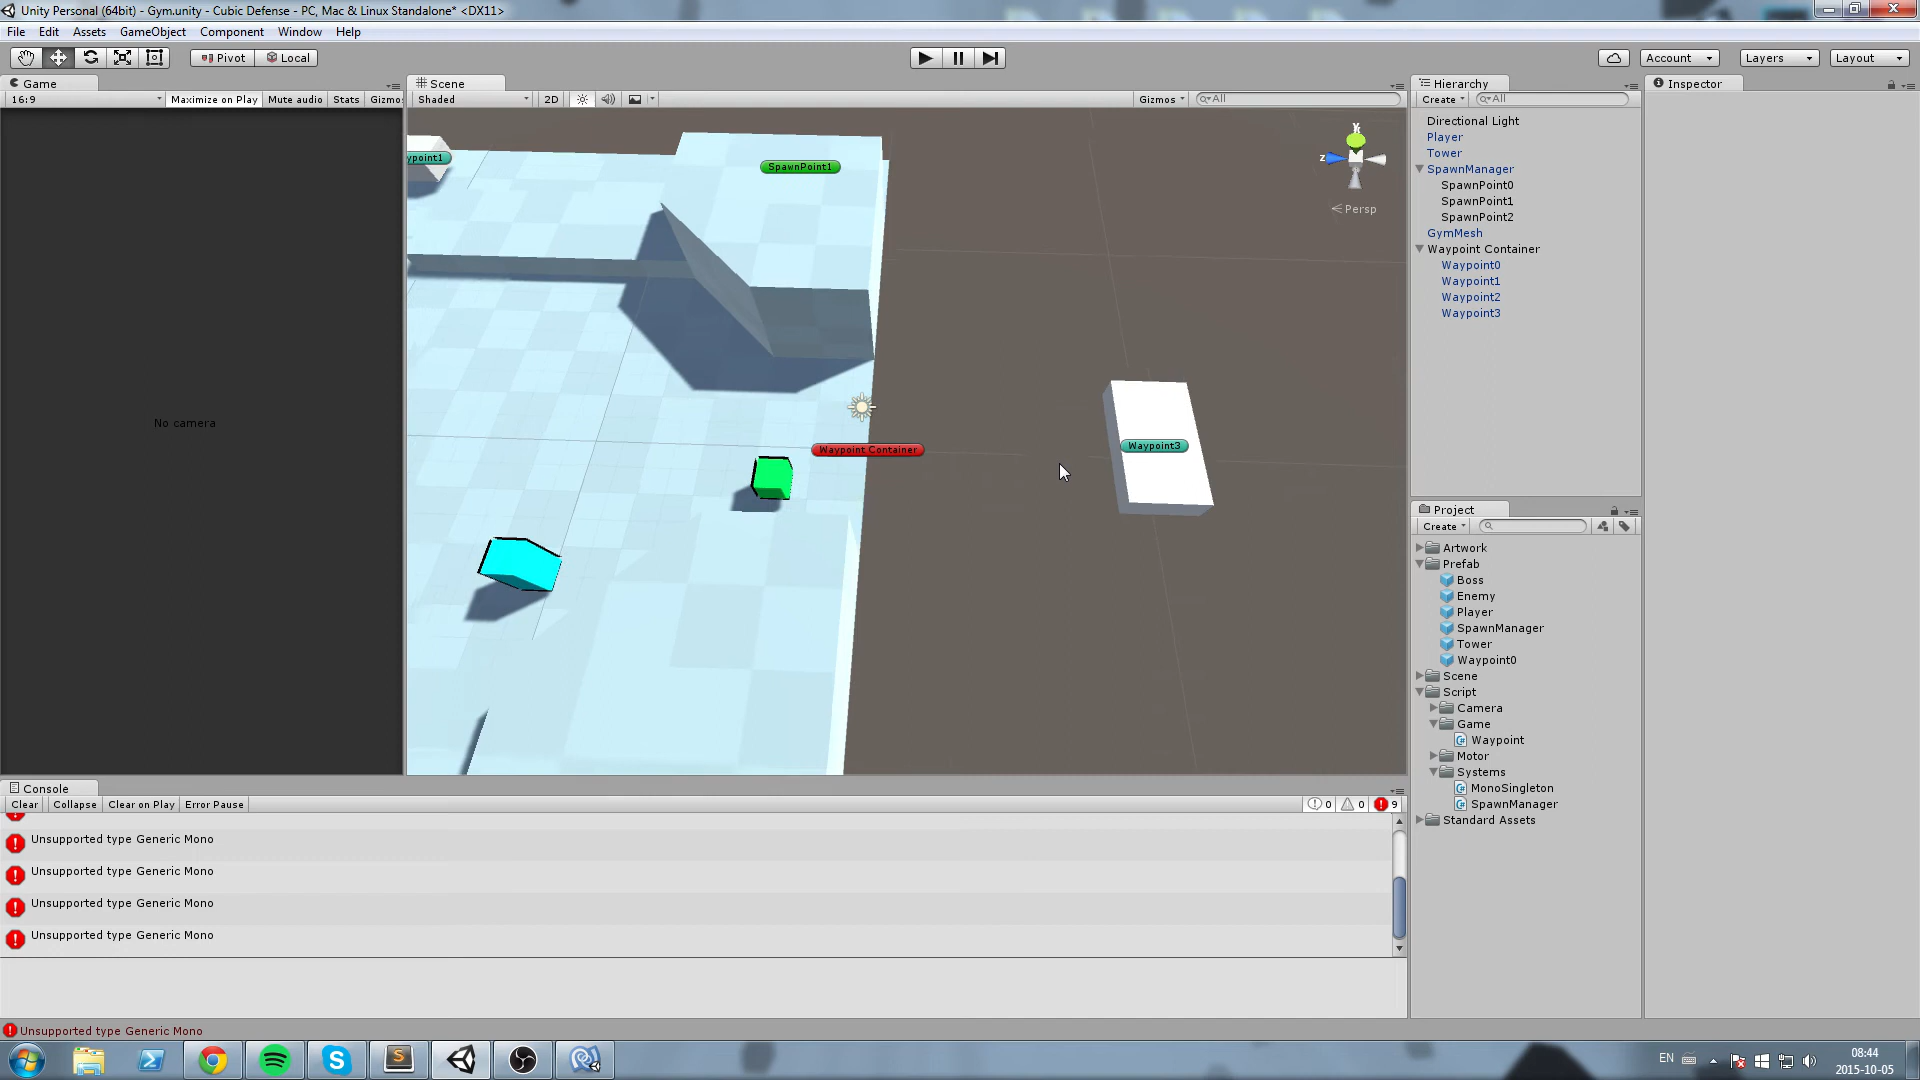 Unity Personal (64bit) - Gym.unity - Cubic Defense - PC, Mac & Linux Standalone* <DX11>
File Edit Assets GameObject Component Window Help
Pivot Local Account Layers Layout
Game
16:9 Maximize on Play Mute audio Stats Gizmo
No camera
Scene
Shaded 2D Gizmos All
ypoint1
SpawnPoint1
y
z
Persp
Waypoint Container
Waypoint3
Hierarchy
Create All
Directional Light
Player
Tower
SpawnManager
SpawnPoint0
SpawnPoint1
SpawnPoint2
GymMesh
Waypoint Container
Waypoint0
Waypoint1
Waypoint2
Waypoint3
Inspector
Project
Create
Artwork
Prefab
Boss
Enemy
Player
SpawnManager
Tower
Waypoint0
Scene
Script
Camera
Game
Waypoint
Motor
Systems
MonoSingleton
SpawnManager
Standard Assets
Console
Clear Collapse Clear on Play Error Pause 0 0 9
Unsupported type Generic Mono
Unsupported type Generic Mono
Unsupported type Generic Mono
Unsupported type Generic Mono
Unsupported type Generic Mono
EN 08:44
2015-10-05